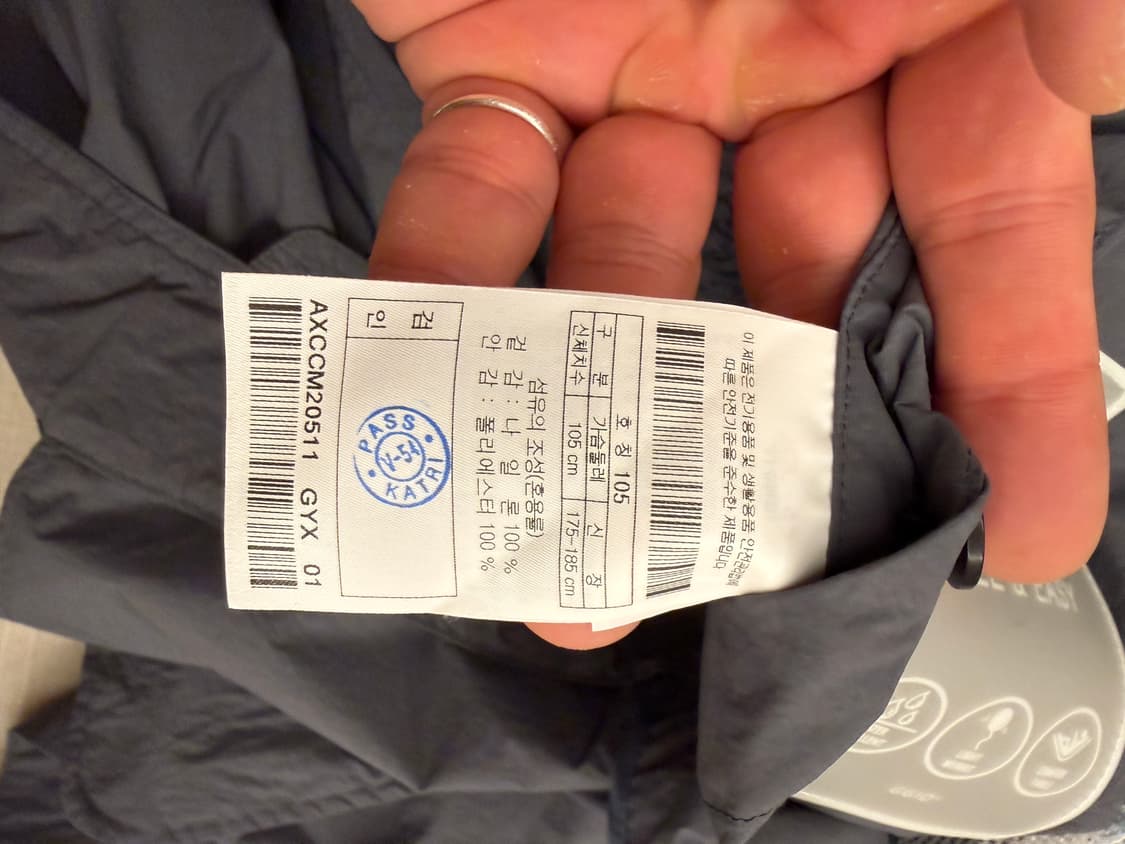 이 제품은 전기용품 및 생활용품 안전관리법에
따른 안전기준을 준수한 제품입니다.
호 칭 105
구 분 가슴둘레 신 장
신체치수 105 cm 175-185 cm
섬유의 조성(혼용률)
겉 감 : 나 일 론 100 %
안 감 : 폴리에스터 100 %
검
인
PASS
V-54
KATRI
AXCCM20511 GYX 01
& EASY